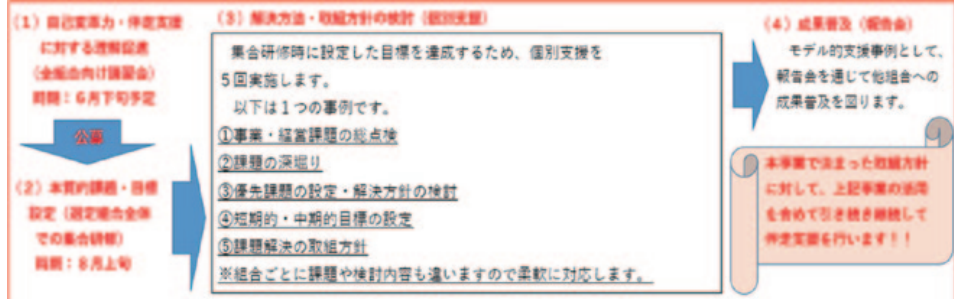 (1)自己変革力・伴走支援
に対する理解促進
(全組合向け講習会)
時期：6月下旬予定
公募
(2)本質的課題・目標
設定(選定組合全体
での集合研修)
時期：8月上旬
(3)解決方法・取組方針の検討(個別支援)
集合研修時に設定した目標を達成するため、個別支援を
5回実施します。
以下は1つの事例です。
①事業・経営課題の総点検
②課題の深堀り
③優先課題の設定・解決方針の検討
④短期的・中期的目標の設定
⑤課題解決の取組方針
※組合ごとに課題や検討内容も違いますので柔軟に対応します。
(4)成果普及(報告会)
モデル的支援事例として、
報告会を通じて他組合への
成果普及を図ります。
本事業で決まった取組方針
に対して、上記事業の活用
を含めて引き続き継続して
伴走支援を行います！！